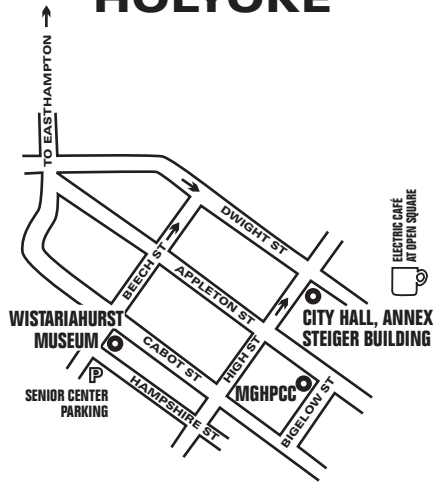 HOLYOKE
TO EASTHAMPTON
DWIGHT ST
ELECTRIC CAFÉ
AT OPEN SQUARE
BEECH ST
APPLETON ST
WISTARIAHURST
MUSEUM
CITY HALL, ANNEX
STEIGER BUILDING
CABOT ST
HIGH ST
P
SENIOR CENTER
PARKING
HAMPSHIRE ST
MGHPCC
BIGELOW ST